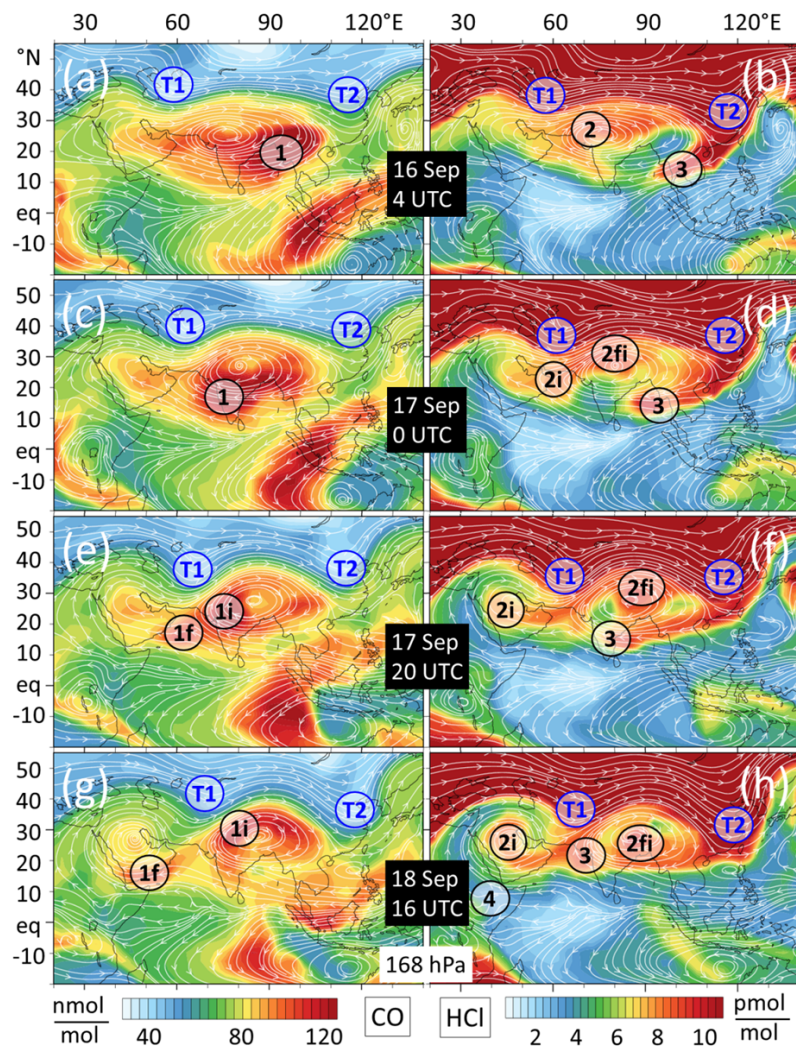 30 60 90 120°E 30 60 90 120°E
°N
40
30
20
10
eq
-10
(a) T1 T2 1
(b) T1 T2 2 3
16 Sep
4 UTC
50
40
30
20
10
eq
-10
(c) T1 T2 1
(d) T1 T2 2fi 2i 3
17 Sep
0 UTC
50
40
30
20
10
eq
-10
(e) T1 T2 1i 1f
(f) T1 T2 2fi 2i 3
17 Sep
20 UTC
50
40
30
20
10
eq
-10
(g) T1 T2 1i 1f
(h) T1 T2 2i 3 2fi 4
18 Sep
16 UTC
168 hPa
nmol
mol
40 80 120
CO
HCl
2 4 6 8 10
pmol
mol